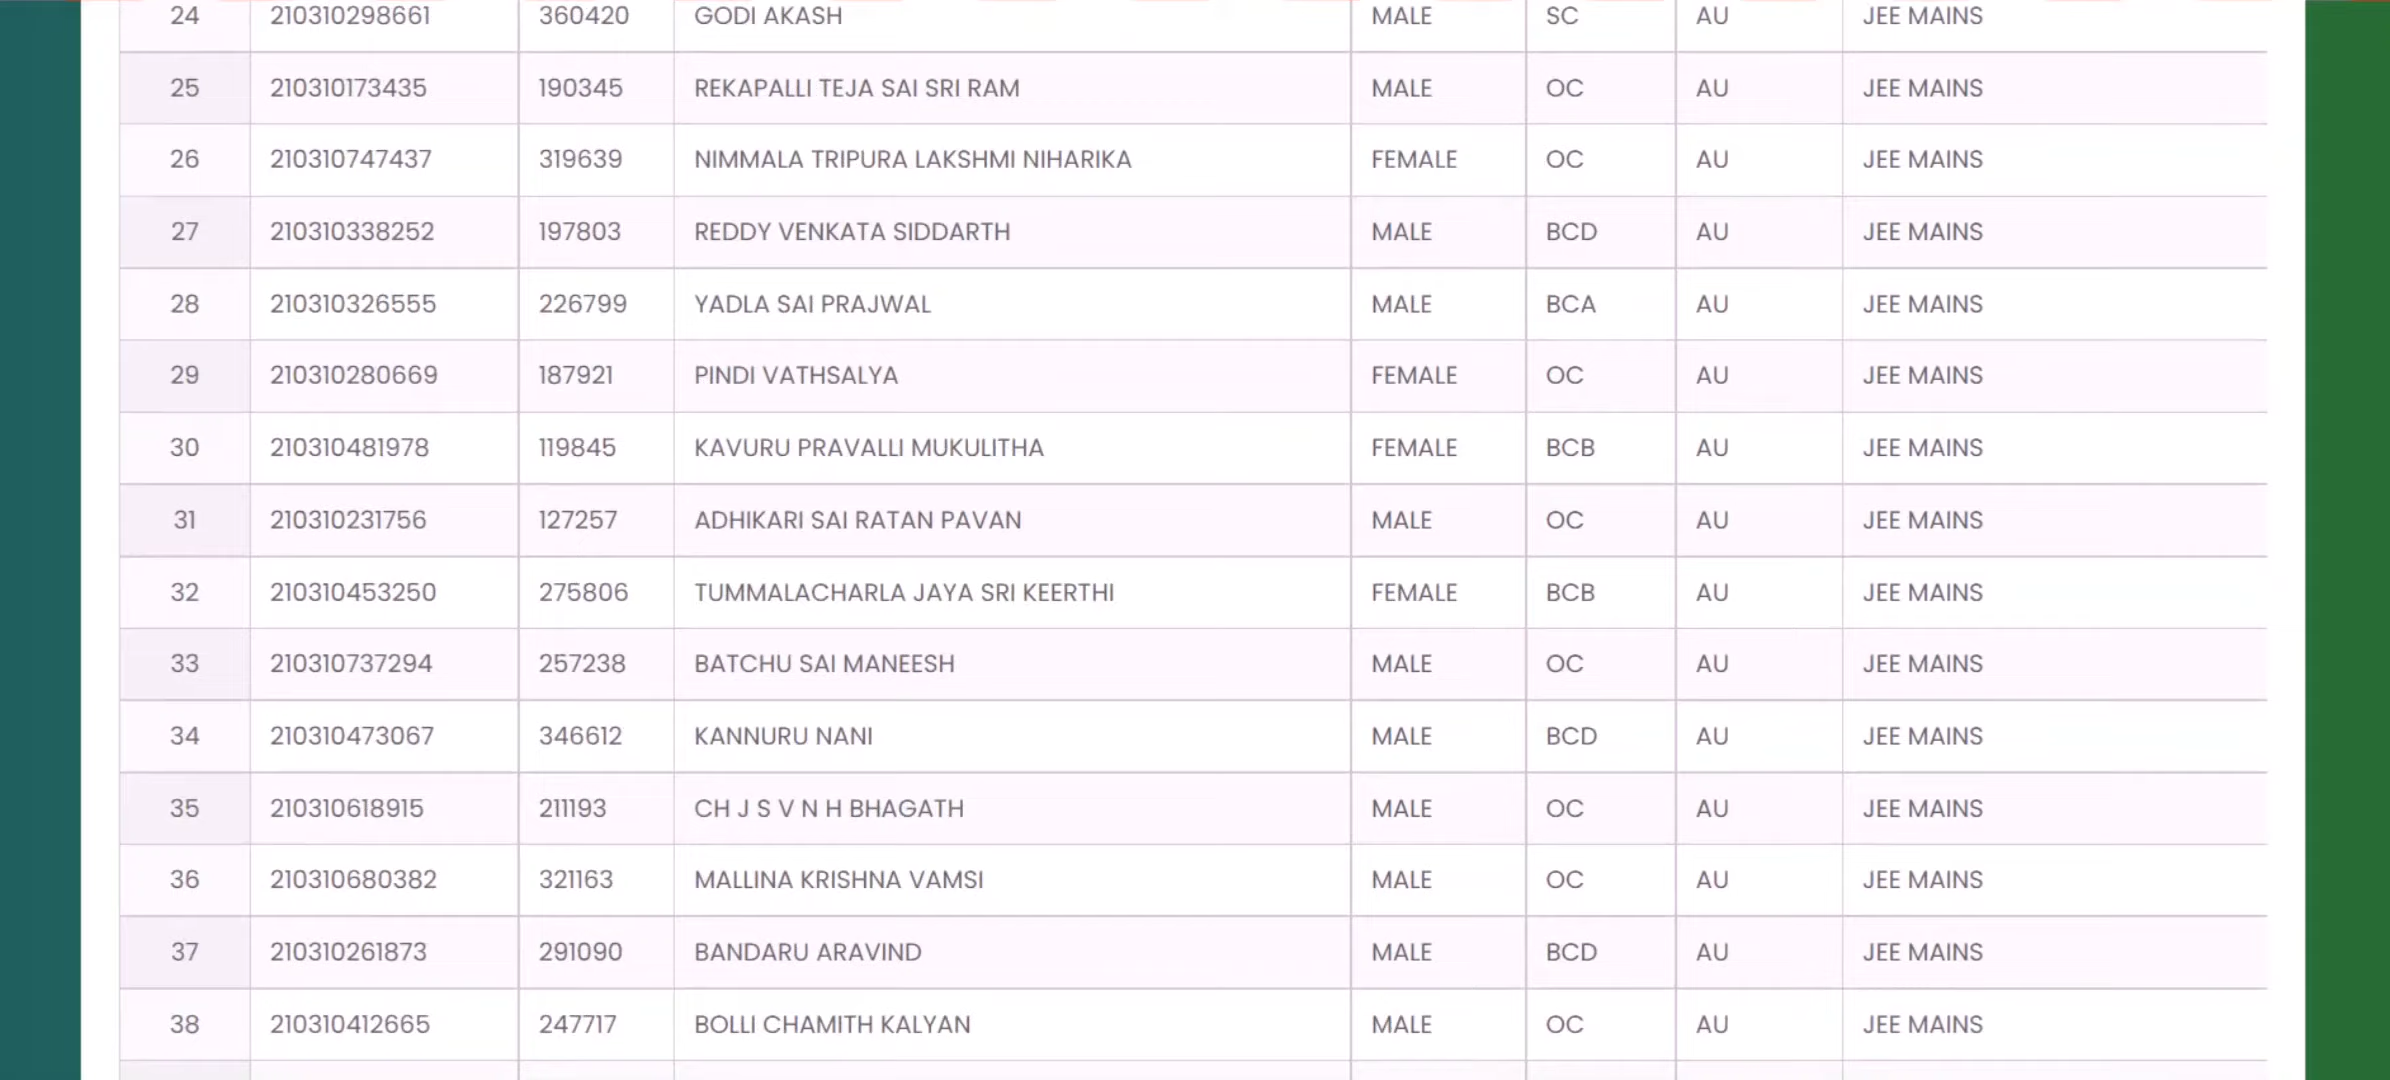 24 210310298661 360420 GODI AKASH MALE SC AU JEE MAINS
25 210310173435 190345 REKAPALLI TEJA SAI SRI RAM MALE OC AU JEE MAINS
26 210310747437 319639 NIMMALA TRIPURA LAKSHMI NIHARIKA FEMALE OC AU JEE MAINS
27 210310338252 197803 REDDY VENKATA SIDDARTH MALE BCD AU JEE MAINS
28 210310326555 226799 YADLA SAI PRAJWAL MALE BCA AU JEE MAINS
29 210310280669 187921 PINDI VATHSALYA FEMALE OC AU JEE MAINS
30 210310481978 119845 KAVURU PRAVALLI MUKULITHA FEMALE BCB AU JEE MAINS
31 210310231756 127257 ADHIKARI SAI RATAN PAVAN MALE OC AU JEE MAINS
32 210310453250 275806 TUMMALACHARLA JAYA SRI KEERTHI FEMALE BCB AU JEE MAINS
33 210310737294 257238 BATCHU SAI MANEESH MALE OC AU JEE MAINS
34 210310473067 346612 KANNURU NANI MALE BCD AU JEE MAINS
35 210310618915 211193 CH J S V N H BHAGATH MALE OC AU JEE MAINS
36 210310680382 321163 MALLINA KRISHNA VAMSI MALE OC AU JEE MAINS
37 210310261873 291090 BANDARU ARAVIND MALE BCD AU JEE MAINS
38 210310412665 247717 BOLLI CHAMITH KALYAN MALE OC AU JEE MAINS